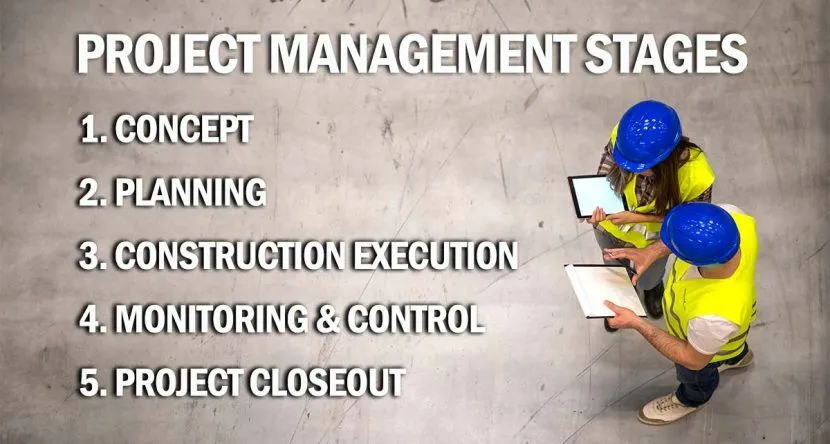 PROJECT MANAGEMENT STAGES
1. CONCEPT
2. PLANNING
3. CONSTRUCTION EXECUTION
4. MONITORING & CONTROL
5. PROJECT CLOSEOUT